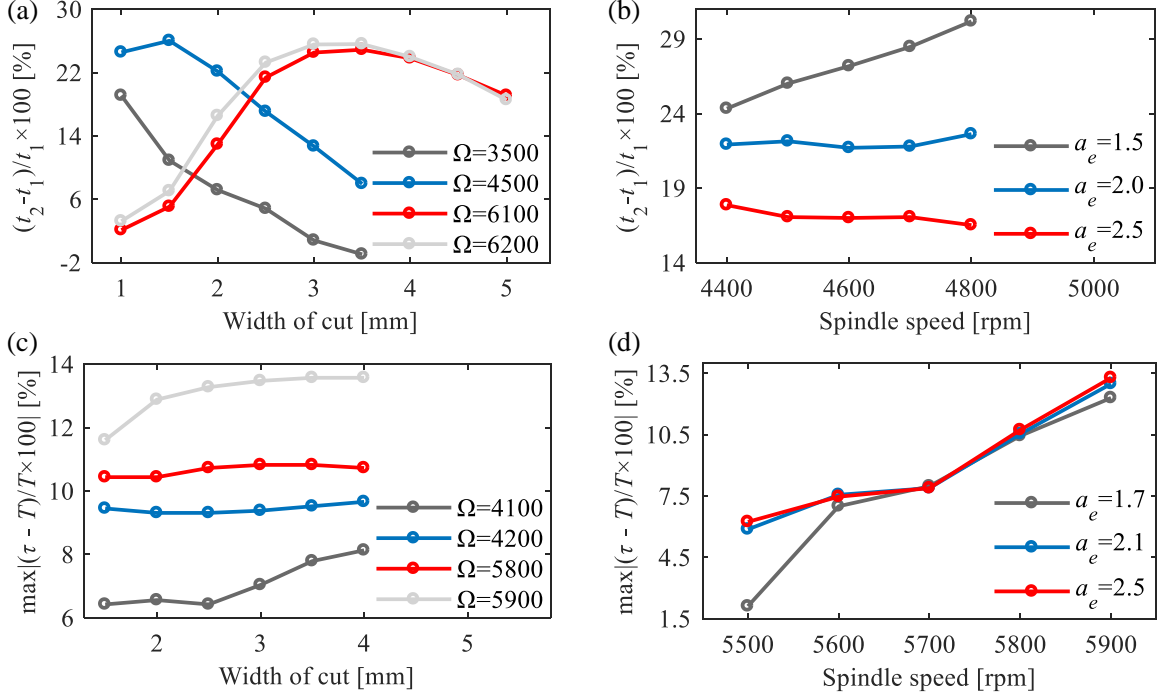 (a)
(t₂-t₁)/t₁×100 [%]
30
22
14
6
-2
1 2 3 4 5
Width of cut [mm]
Ω=3500
Ω=4500
Ω=6100
Ω=6200
(b)
(t₂-t₁)/t₁×100 [%]
29
24
19
14
4400 4600 4800 5000
Spindle speed [rpm]
aₑ=1.5
aₑ=2.0
aₑ=2.5
(c)
max|(τ - T)/T×100| [%]
14
12
10
8
6
2 3 4 5
Width of cut [mm]
Ω=4100
Ω=4200
Ω=5800
Ω=5900
(d)
max|(τ - T)/T×100| [%]
13.5
10.5
7.5
4.5
1.5
5500 5600 5700 5800 5900
Spindle speed [rpm]
aₑ=1.7
aₑ=2.1
aₑ=2.5